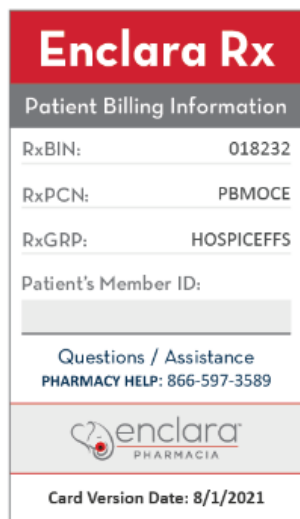 Enclara Rx
Patient Billing Information
RxBIN: 018232
RxPCN: PBMOCE
RxGRP: HOSPICEFFS
Patient's Member ID:
Questions / Assistance
PHARMACY HELP: 866-597-3589
enclara
PHARMACIA
Card Version Date: 8/1/2021